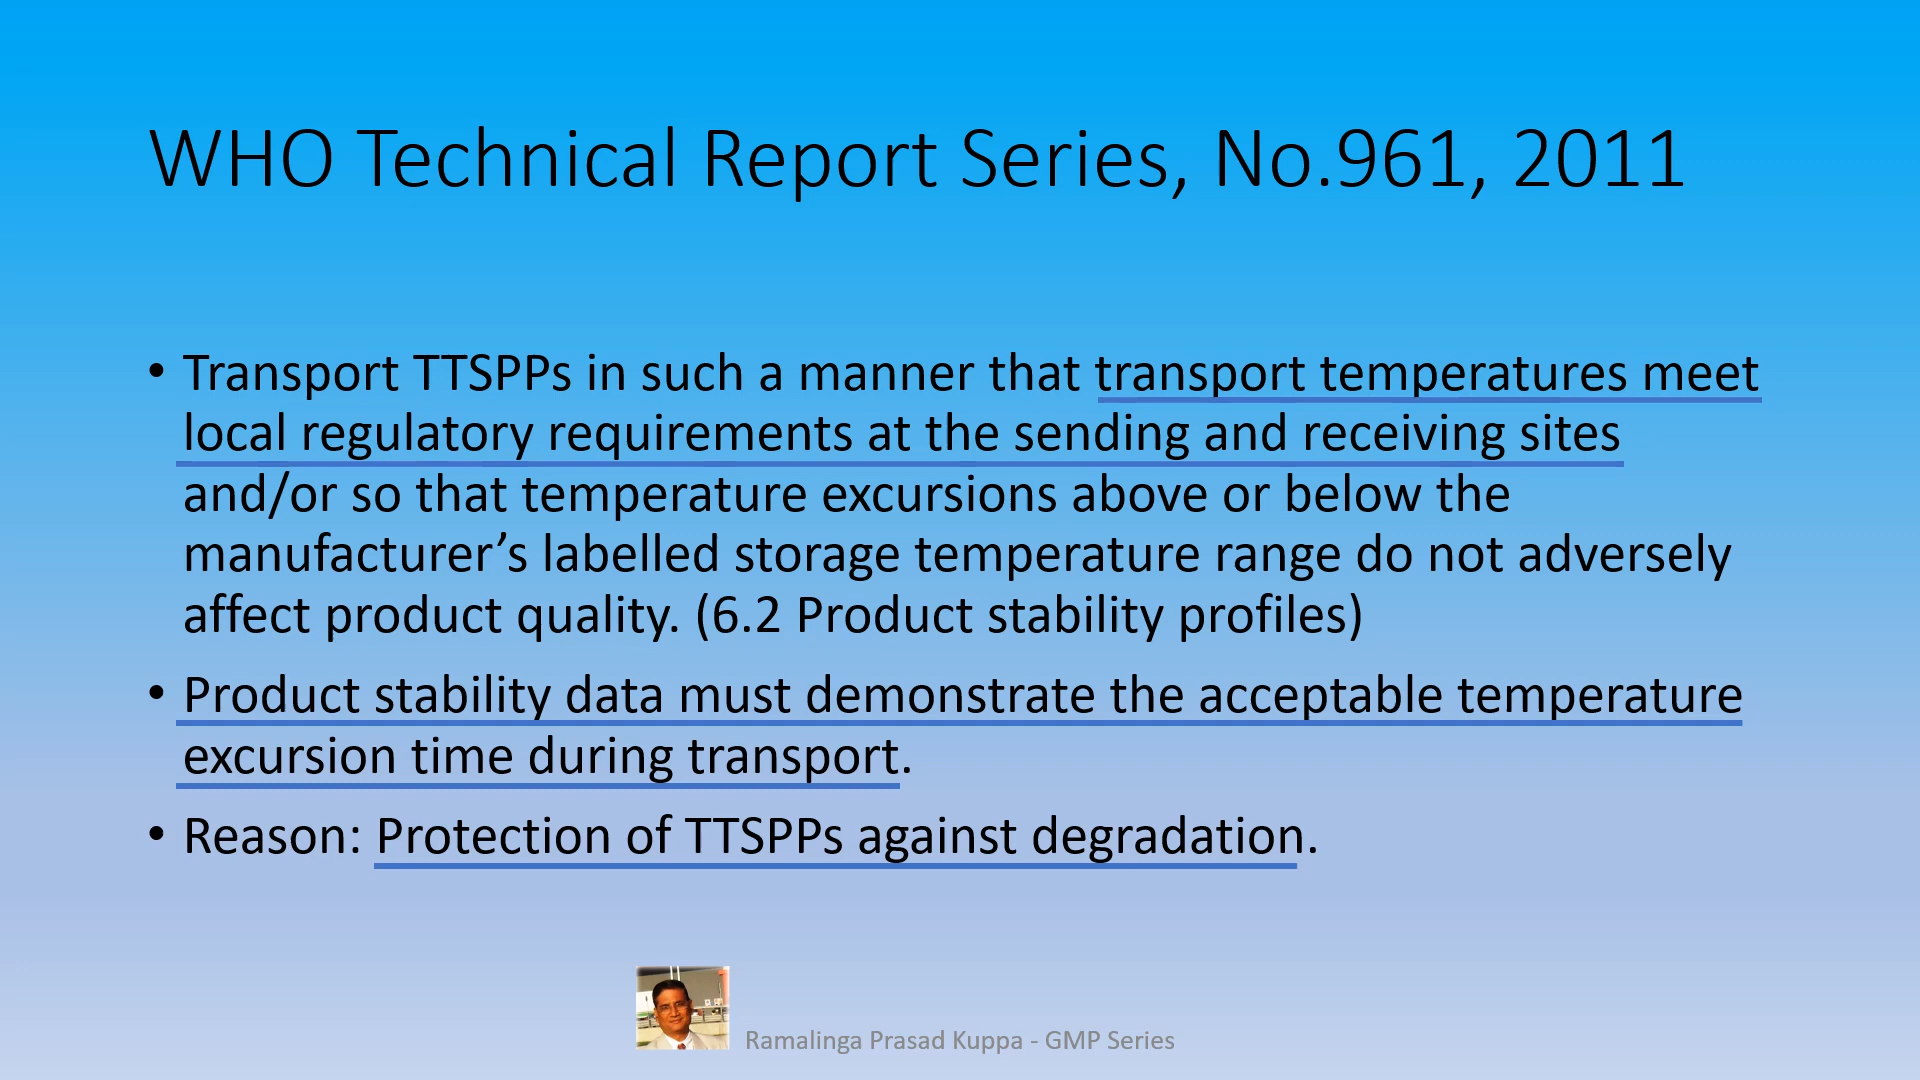 WHO Technical Report Series, No.961, 2011
• Transport TTSPPs in such a manner that transport temperatures meet
local regulatory requirements at the sending and receiving sites
and/or so that temperature excursions above or below the
manufacturer’s labelled storage temperature range do not adversely
affect product quality. (6.2 Product stability profiles)
• Product stability data must demonstrate the acceptable temperature
excursion time during transport.
• Reason: Protection of TTSPPs against degradation.
Ramalinga Prasad Kuppa - GMP Series